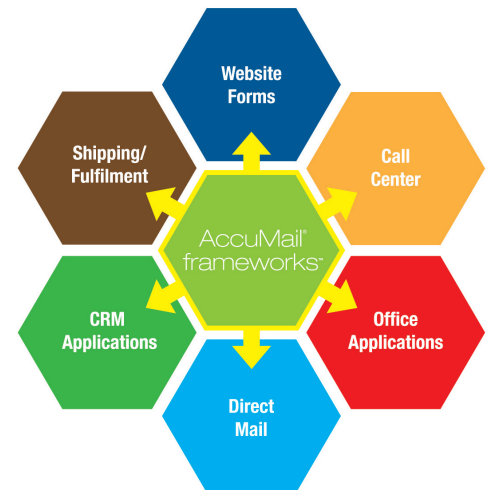 Website
Forms
Shipping/
Fulfilment
Call
Center
AccuMail®
frameworks™
CRM
Applications
Office
Applications
Direct
Mail